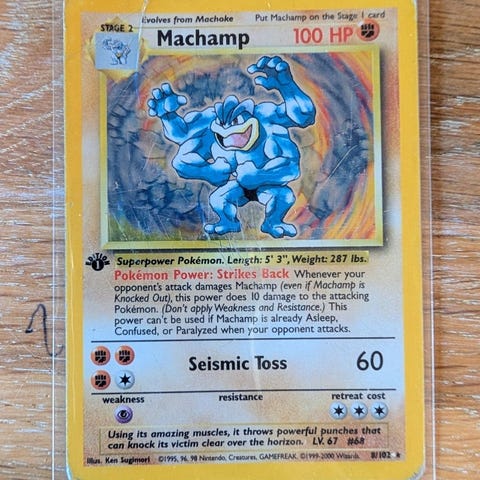 Evolves from Machoke Put Machamp on the Stage 1 card
STAGE 2
Machamp 100 HP
EDITION
1
Superpower Pokémon. Length: 5' 3", Weight: 287 lbs.
Pokémon Power: Strikes Back Whenever your
opponent's attack damages Machamp (even if Machamp is
Knocked Out), this power does 10 damage to the attacking
Pokémon. (Don't apply Weakness and Resistance.) This
power can't be used if Machamp is already Asleep,
Confused, or Paralyzed when your opponent attacks.
Seismic Toss 60
weakness resistance retreat cost
Using its amazing muscles, it throws powerful punches that
can knock its victim clear over the horizon. LV. 67 #68
Illus. Ken Sugimori ©1995, 96, 98 Nintendo, Creatures, GAMEFREAK. ©1999-2000 Wizards. 8/102